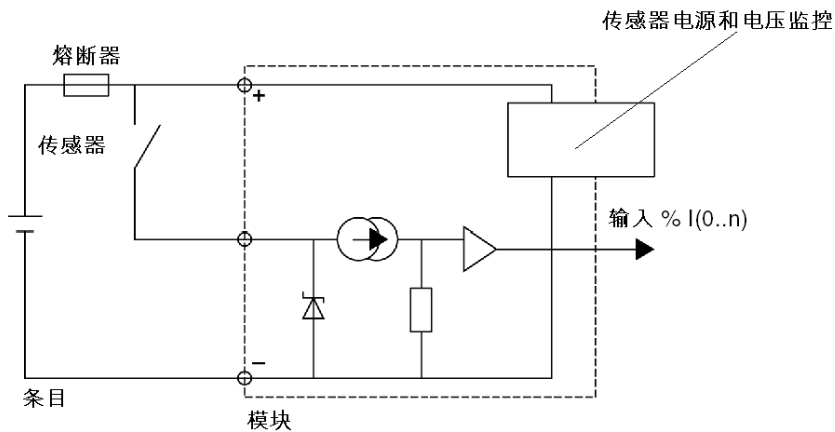 传感器电源和电压监控
熔断器
+
传感器
输入 % I(0..n)
−
条目
模块